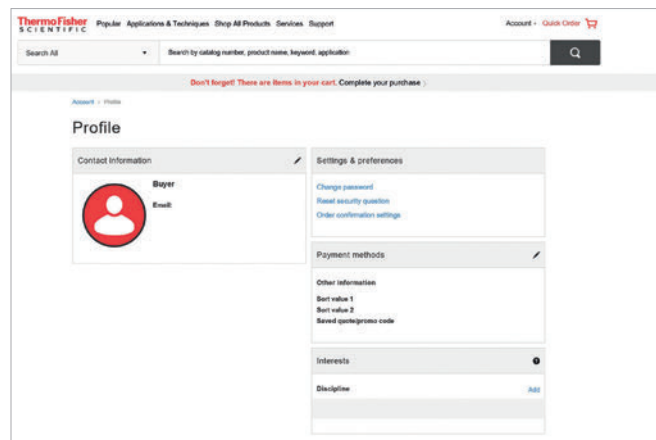 ThermoFisher
SCIENTIFIC
Popular Applications & Techniques Shop All Products Services Support
Account Quick Order
Search All
Search by catalog number, product name, keyword, application
Don't forget! There are items in your cart. Complete your purchase
Account Profile
Profile
Contact information
Buyer
Email:
Settings & preferences
Change password
Reset security question
Order confirmation settings
Payment methods
Other information
Sort value 1
Sort value 2
Saved quote/promo code
Interests
Discipline Add